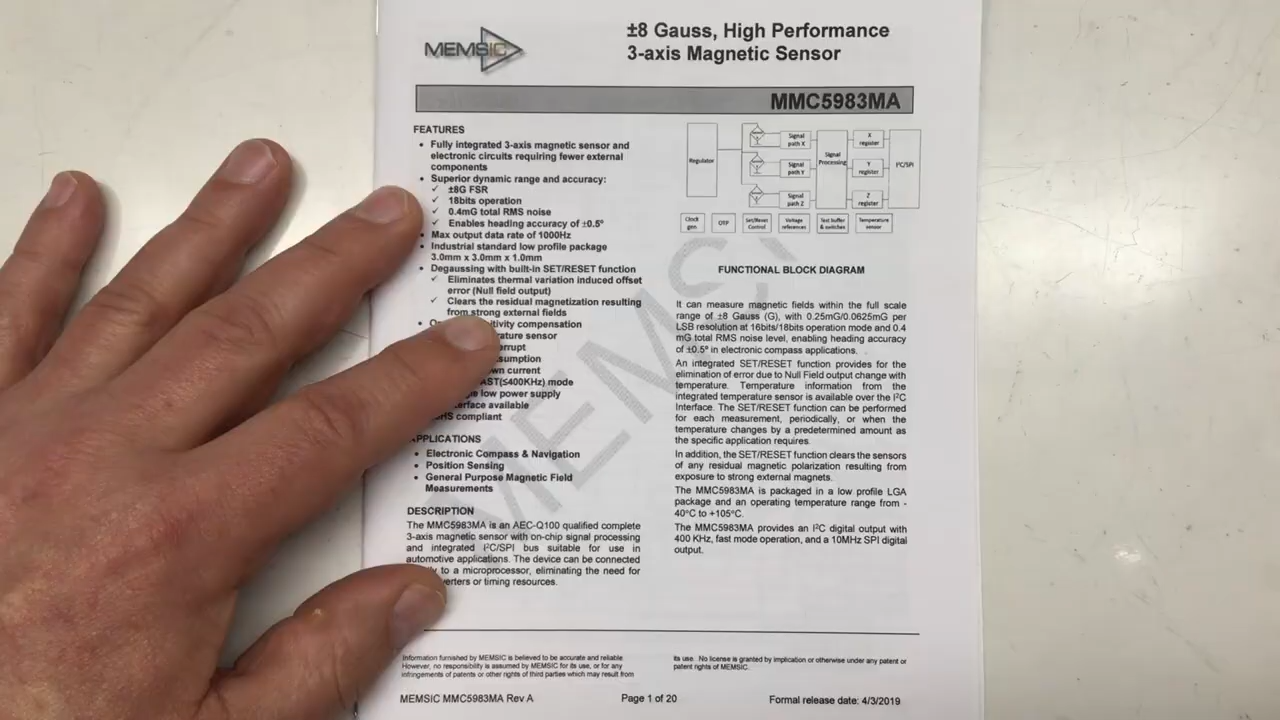 MEMSIC
±8 Gauss, High Performance
3-axis Magnetic Sensor
MMC5983MA
FEATURES
• Fully integrated 3-axis magnetic sensor and
electronic circuits requiring fewer external
components
• Superior dynamic range and accuracy:
✓ ±8G FSR
✓ 18bits operation
✓ 0.4mG total RMS noise
✓ Enables heading accuracy of ±0.5º
• Max output data rate of 1000Hz
• Industrial standard low profile package
3.0mm x 3.0mm x 1.0mm
• Degaussing with built-in SET/RESET function
✓ Eliminates thermal variation induced offset
error (Null field output)
✓ Clears the residual magnetization resulting
from strong external fields
• compensation
sensor
current
(≤400KHz) mode
low power supply
available
compliant
APPLICATIONS
• Electronic Compass & Navigation
• Position Sensing
• General Purpose Magnetic Field
Measurements
DESCRIPTION
The MMC5983MA is an AEC-Q100 qualified complete
3-axis magnetic sensor with on-chip signal processing
and integrated I²C/SPI bus suitable for use in
automotive applications. The device can be connected
to a microprocessor, eliminating the need for
or timing resources.
Regulator
Signal
path X
Signal
path Y
Signal
path Z
Signal
Processing
X
register
Y
register
Z
register
I²C/SPI
Clock
gen
OTP
Set/Reset
Control
Voltage
references
Test buffer
& switches
Temperature
sensor
FUNCTIONAL BLOCK DIAGRAM
It can measure magnetic fields within the full scale
range of ±8 Gauss (G), with 0.25mG/0.0625mG per
LSB resolution at 16bits/18bits operation mode and 0.4
mG total RMS noise level, enabling heading accuracy
of ±0.5º in electronic compass applications.
An integrated SET/RESET function provides for the
elimination of error due to Null Field output change with
temperature. Temperature information from the
integrated temperature sensor is available over the I²C
Interface. The SET/RESET function can be performed
for each measurement, periodically, or when the
temperature changes by a predetermined amount as
the specific application requires.
In addition, the SET/RESET function clears the sensors
of any residual magnetic polarization resulting from
exposure to strong external magnets.
The MMC5983MA is packaged in a low profile LGA
package and an operating temperature range from -
40°C to +105°C.
The MMC5983MA provides an I²C digital output with
400 KHz, fast mode operation, and a 10MHz SPI digital
output.
MEMSIC
Information furnished by MEMSIC is believed to be accurate and reliable.
However, no responsibility is assumed by MEMSIC for its use, or for any
infringements of patents or other rights of third parties which may result from
its use. No license is granted by implication or otherwise under any patent or
patent rights of MEMSIC.
MEMSIC MMC5983MA Rev A
Page 1 of 20
Formal release date: 4/3/2019